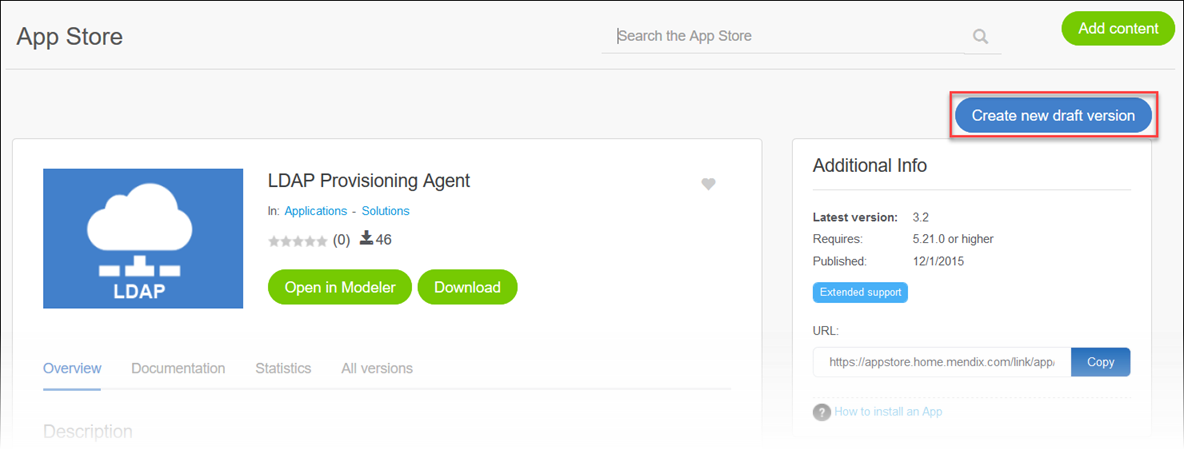 App Store
Search the App Store
Add content
Create new draft version
LDAP
LDAP Provisioning Agent
In: Applications - Solutions
(0) 46
Open in Modeler Download
Overview Documentation Statistics All versions
Description
Additional Info
Latest version: 3.2
Requires: 5.21.0 or higher
Published: 12/1/2015
Extended support
URL:
https://appstore.home.mendix.com/link/app/ Copy
? How to install an App